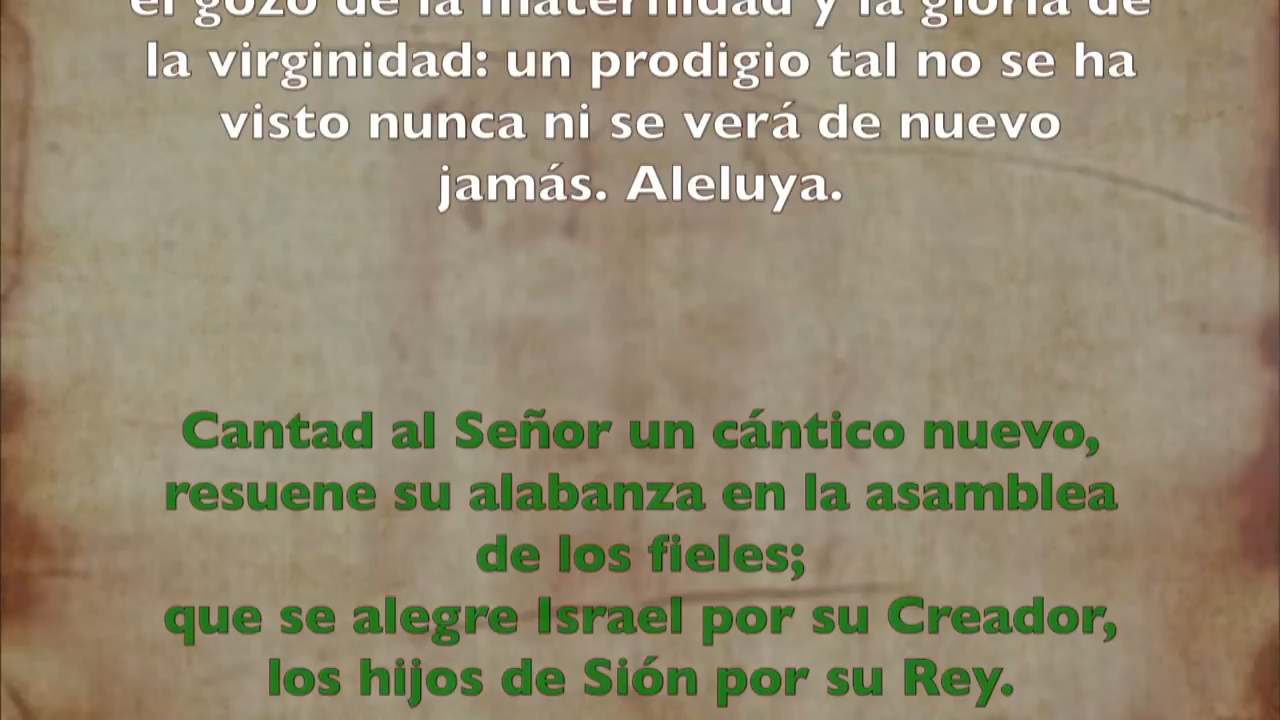 el gozo de la maternidad y la gloria de
la virginidad: un prodigio tal no se ha
visto nunca ni se verá de nuevo
jamás. Aleluya.
Cantad al Señor un cántico nuevo,
resuene su alabanza en la asamblea
de los fieles;
que se alegre Israel por su Creador,
los hijos de Sión por su Rey.